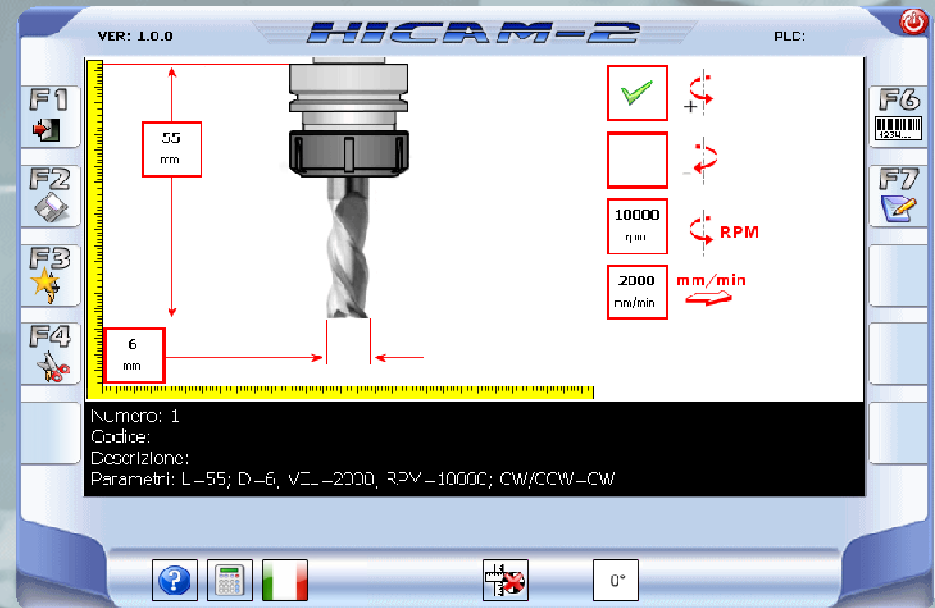 VER: 1.0.0
HICAM-2
PLC:
F1
F2
F3
F4
F6
1234...
F7
55
mm
6
mm
+
-
10000
rpm
RPM
2000
mm/min
mm/min
Numero: 1
Codice:
Descrizione:
Parametri: L=55; D=6, VEL=2000, RPM=10000; CW/CCW=CW
?
0°